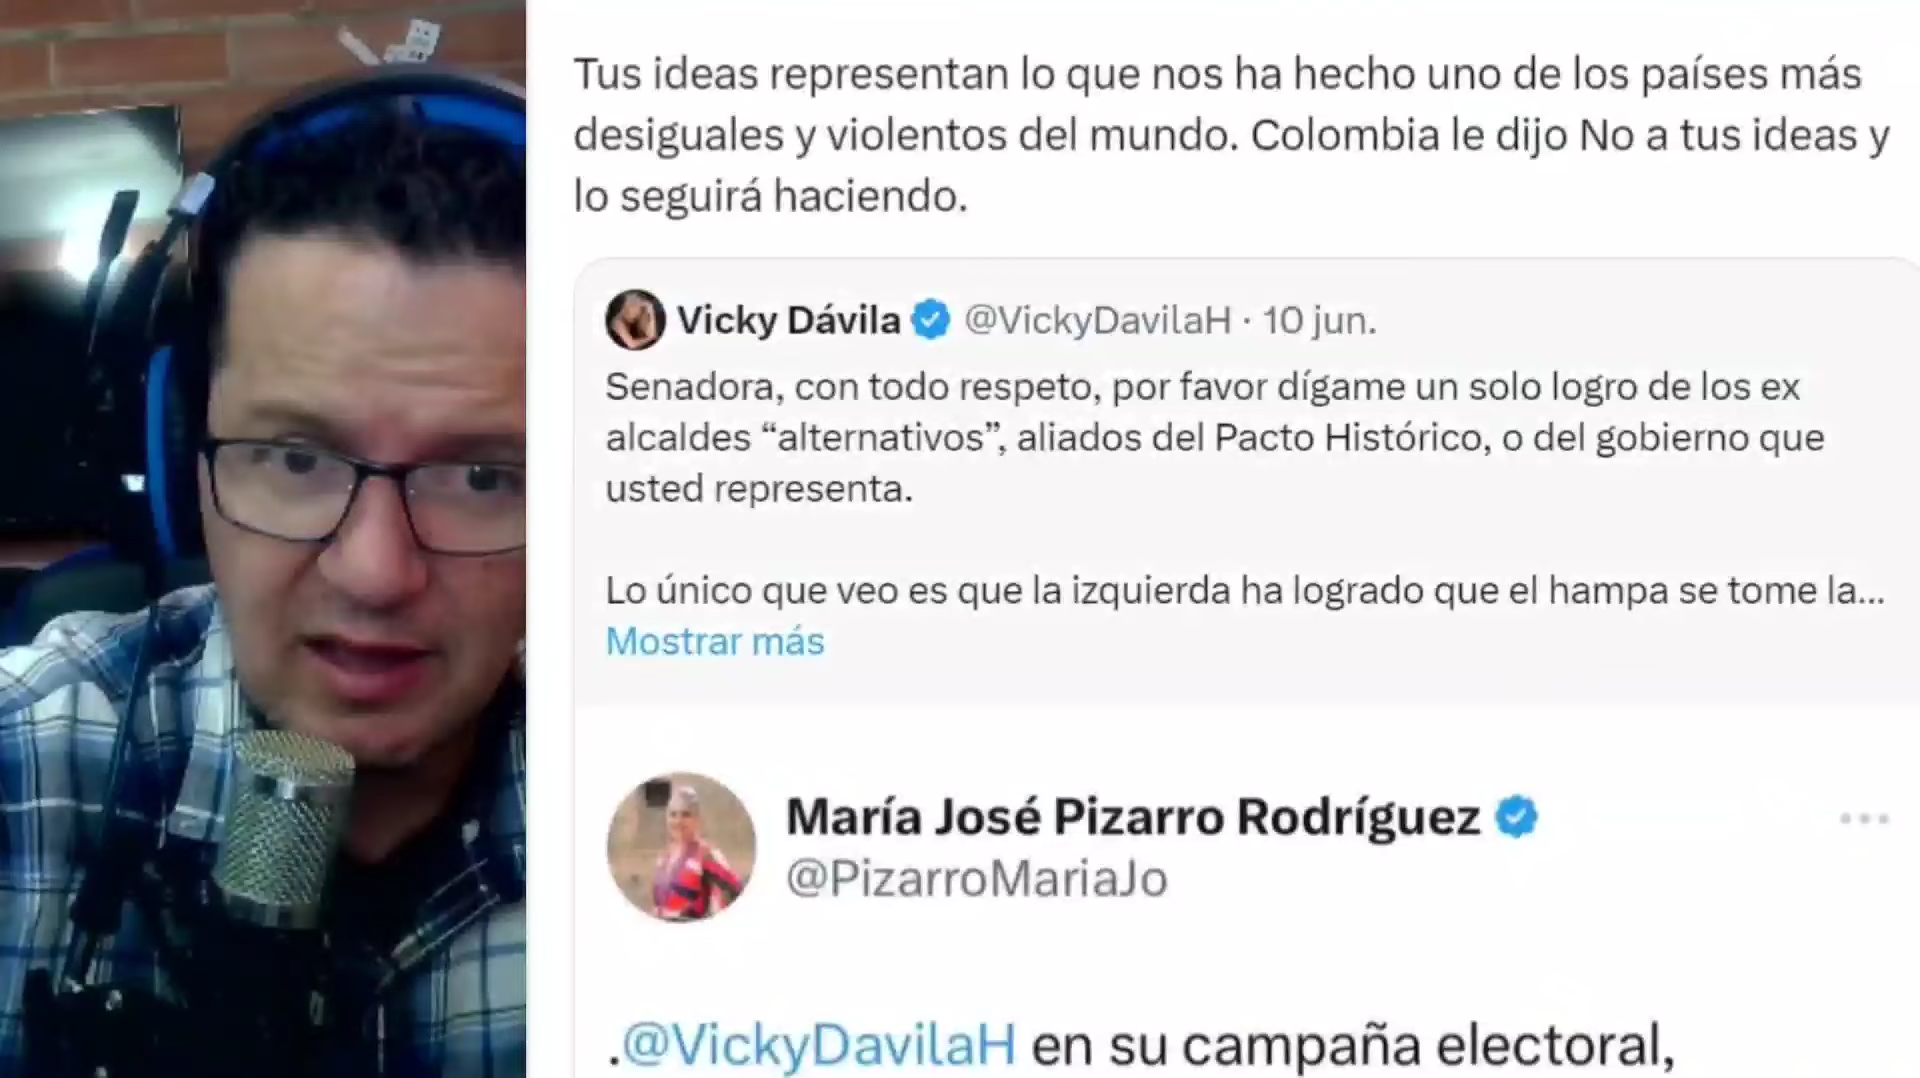 Tus ideas representan lo que nos ha hecho uno de los países más
desiguales y violentos del mundo. Colombia le dijo No a tus ideas y
lo seguirá haciendo.
Vicky Dávila @VickyDavilaH · 10 jun.
Senadora, con todo respeto, por favor dígame un solo logro de los ex
alcaldes “alternativos”, aliados del Pacto Histórico, o del gobierno que
usted representa.
Lo único que veo es que la izquierda ha logrado que el hampa se tome la...
Mostrar más
María José Pizarro Rodríguez
@PizarroMariaJo
.@VickyDavilaH en su campaña electoral,